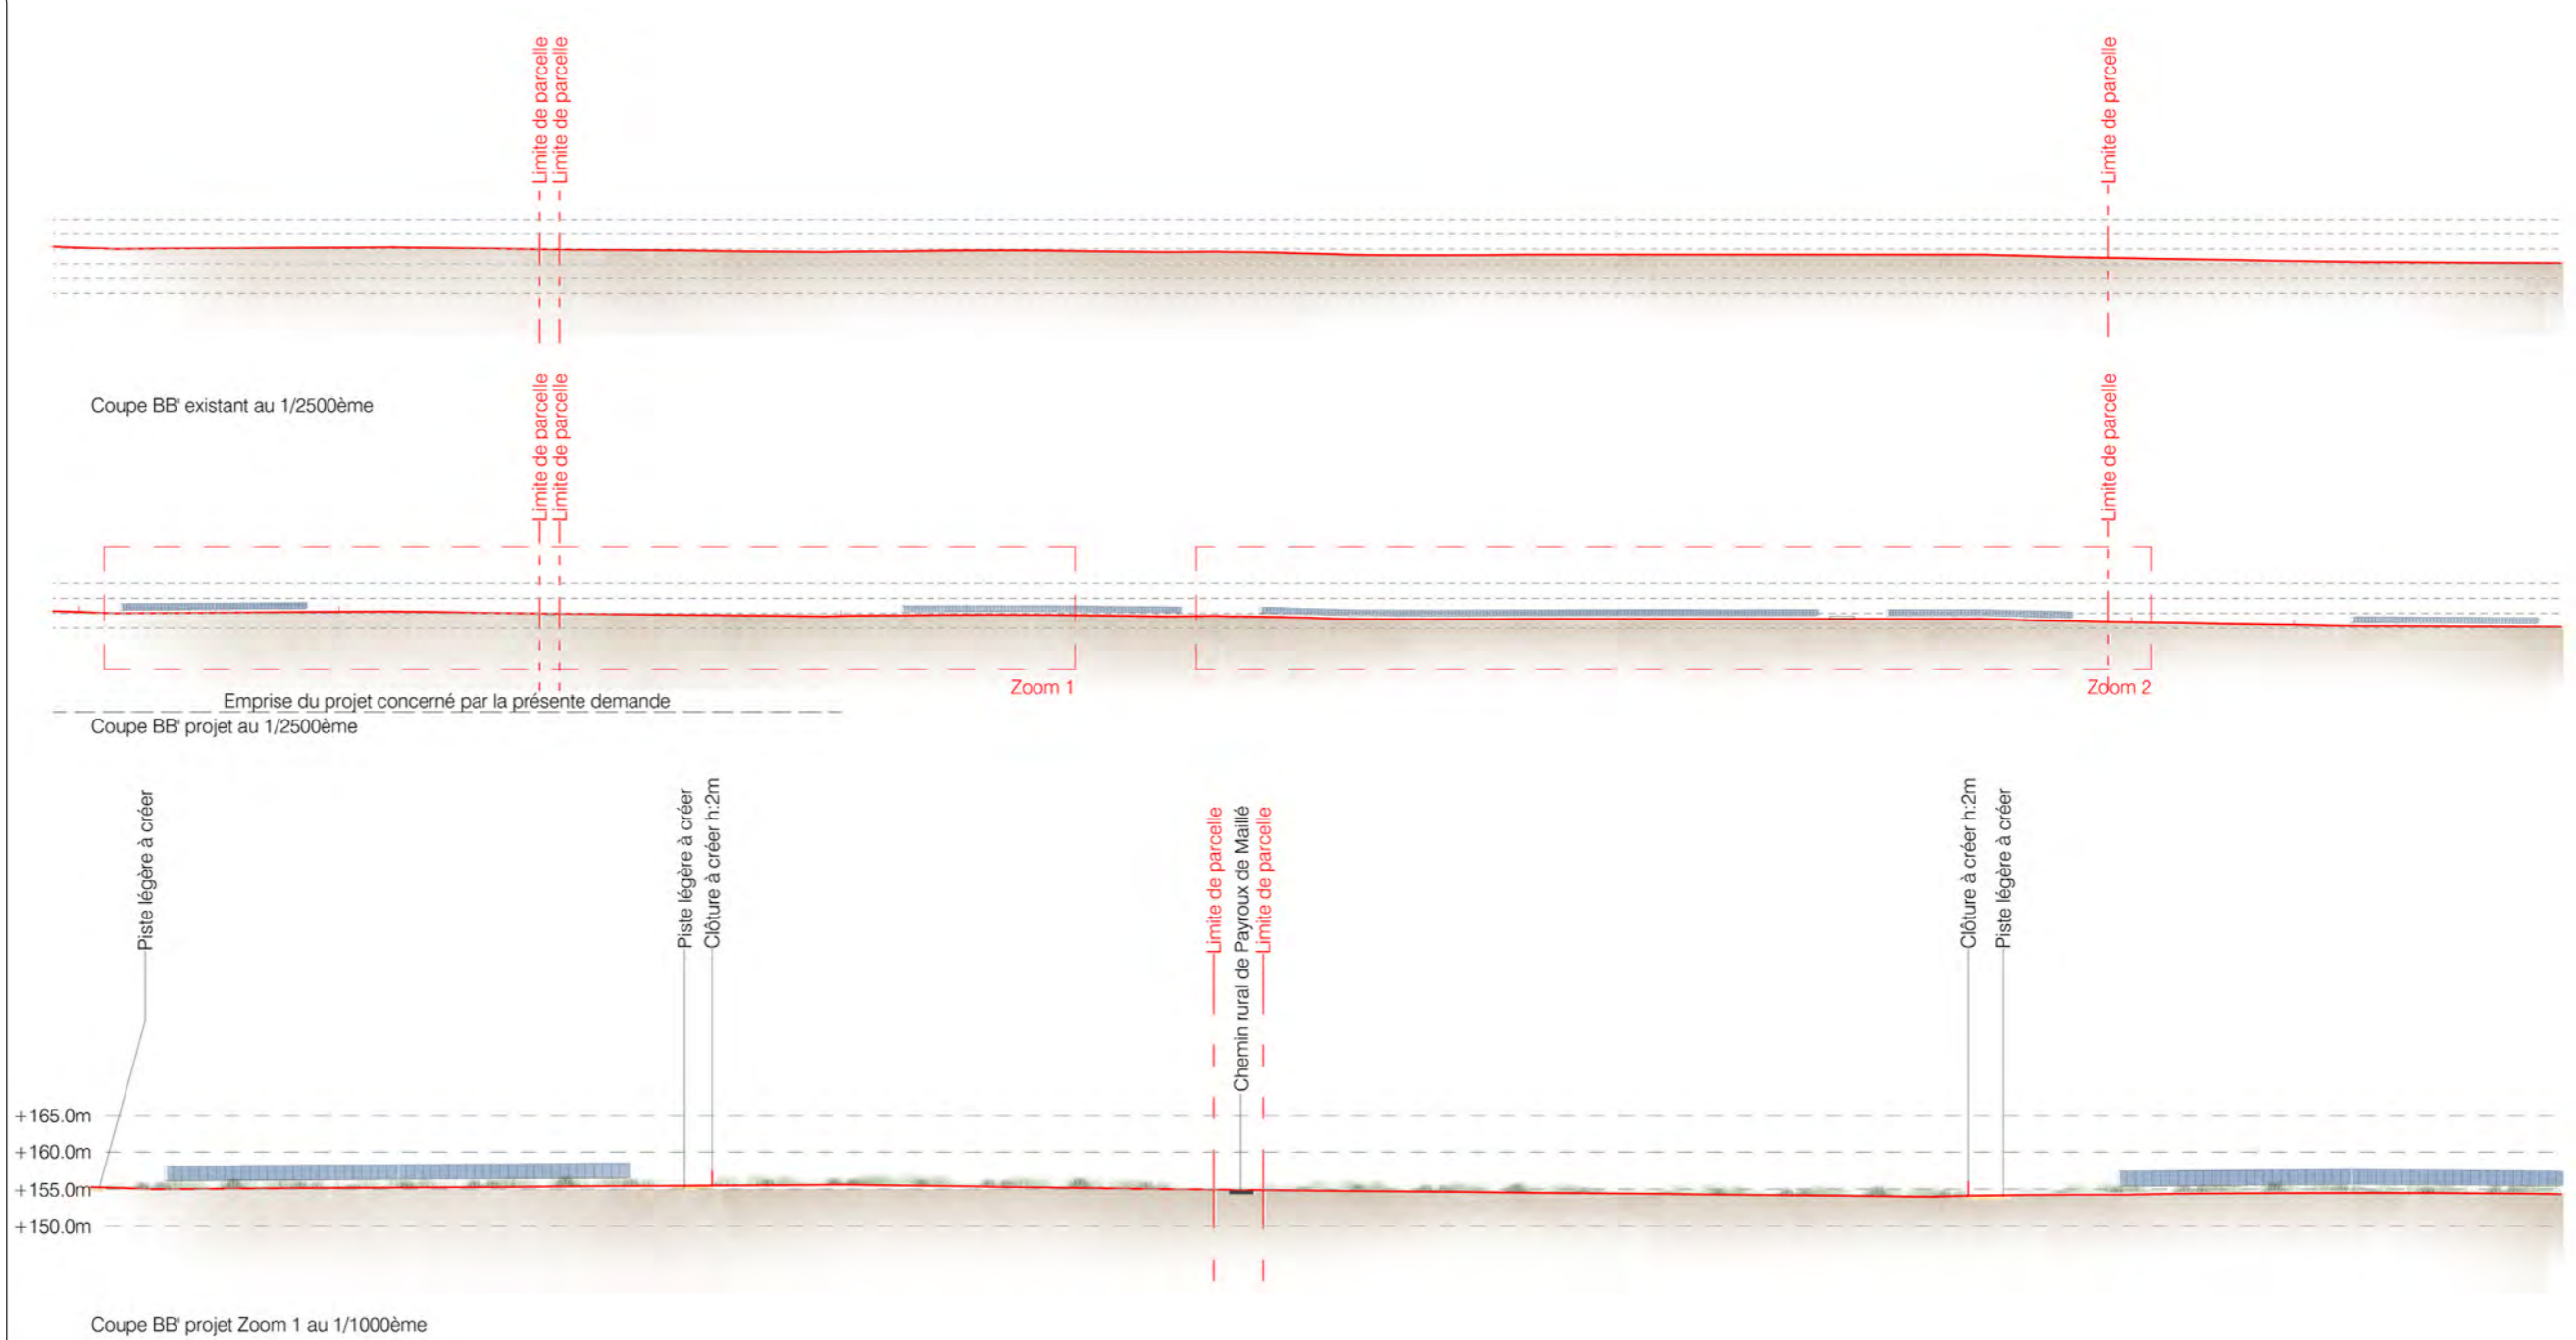 Limite de parcelle
Limite de parcelle
Limite de parcelle
Coupe BB' existant au 1/2500ème
Limite de parcelle
Limite de parcelle
Limite de parcelle
Zoom 1
Zoom 2
Emprise du projet concerné par la présente demande
Coupe BB' projet au 1/2500ème
Piste légère à créer
Piste légère à créer
Clôture à créer h:2m
Limite de parcelle
Chemin rural de Payroux de Maillé
Limite de parcelle
Clôture à créer h:2m
Piste légère à créer
+165.0m
+160.0m
+155.0m
+150.0m
Coupe BB' projet Zoom 1 au 1/1000ème